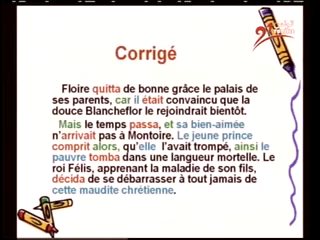 Corrigé
Floire quitta de bonne grâce le palais de
ses parents, car il était convaincu que la
douce Blancheflor le rejoindrait bientôt.
Mais le temps passa, et sa bien-aimée
n'arrivait pas à Montoire. Le jeune prince
comprit alors, qu'elle l'avait trompé, ainsi le
pauvre tomba dans une langueur mortelle. Le
roi Félis, apprenant la maladie de son fils,
décida de se débarrasser à tout jamais de
cette maudite chrétienne.